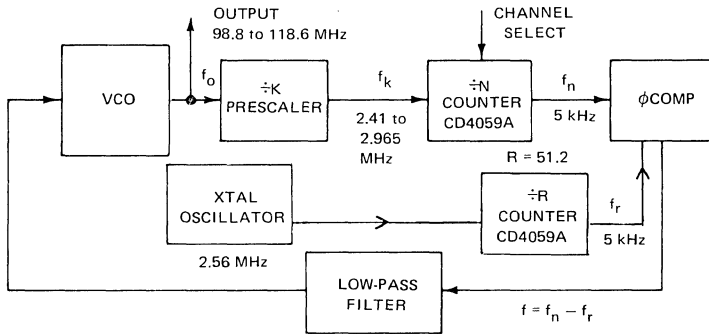 OUTPUT
98.8 to 118.6 MHz
CHANNEL
SELECT
VCO
fo
÷K
PRESCALER
fk
2.41 to
2.965
MHz
÷N
COUNTER
CD4059A
fn
5 kHz
ϕCOMP
R = 51.2
XTAL
OSCILLATOR
2.56 MHz
÷R
COUNTER
CD4059A
fr
5 kHz
LOW-PASS
FILTER
f = fn – fr